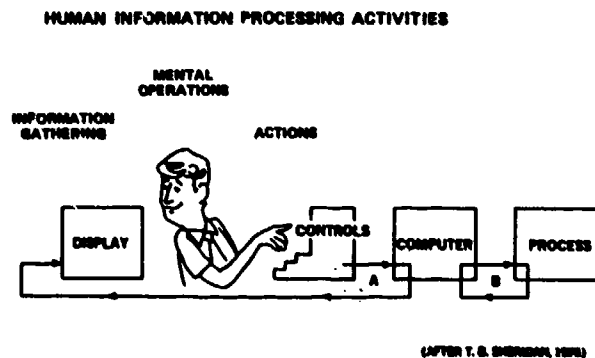 HUMAN INFORMATION PROCESSING ACTIVITIES
MENTAL
OPERATIONS
INFORMATION
GATHERING
ACTIONS
DISPLAY
CONTROLS
COMPUTER
PROCESS
A
B
(AFTER T. B. SHERIDAN,